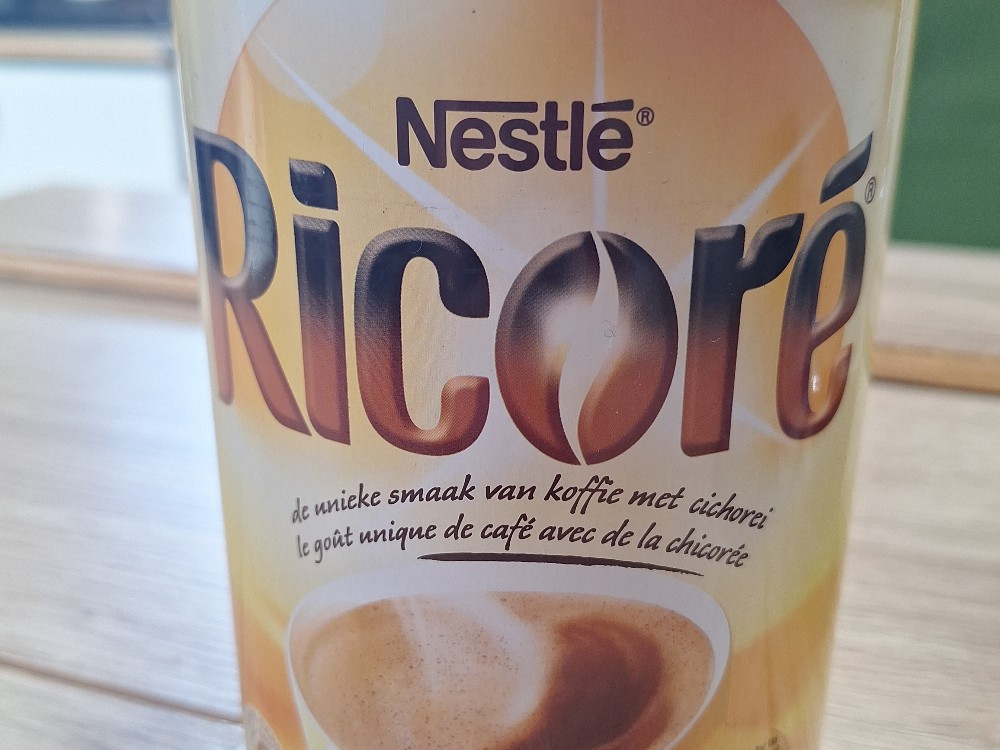 Nestlé®
Ricoré®
de unieke smaak van koffie met cichorei
le goût unique de café avec de la chicorée